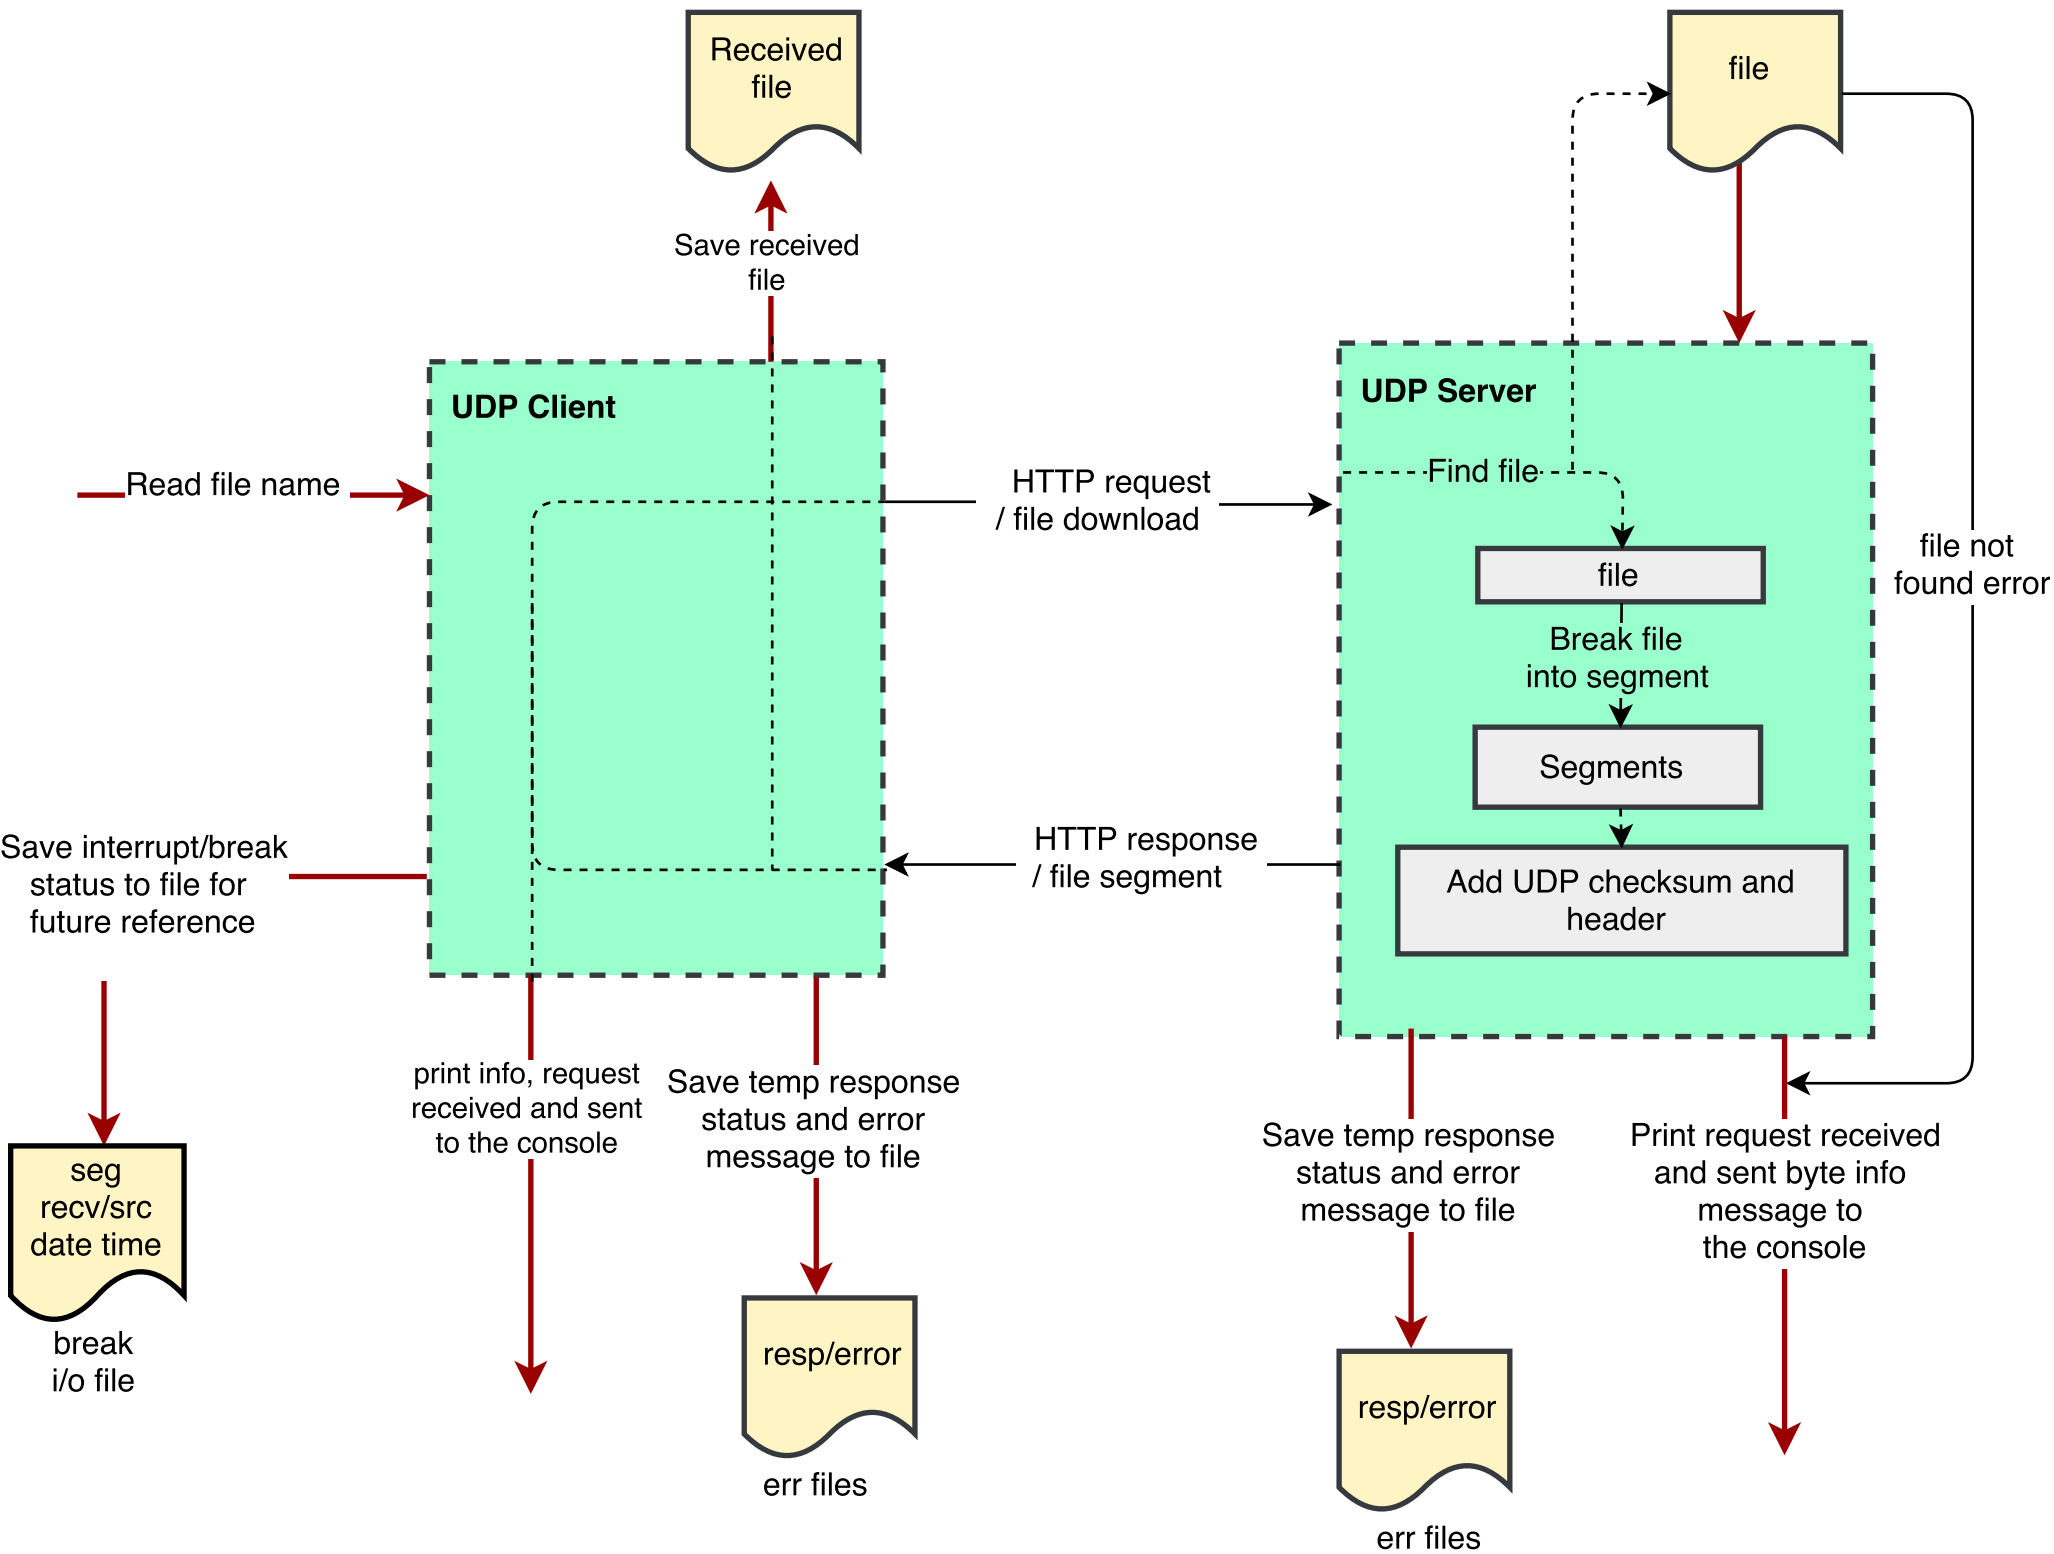 Received
file
file
Save received
file
UDP Client
UDP Server
Read file name
HTTP request
/ file download
Find file
file
file not
found error
Break file
into segment
Segments
Save interrupt/break
status to file for
future reference
HTTP response
/ file segment
Add UDP checksum and
header
print info, request
received and sent
to the console
Save temp response
status and error
message to file
Save temp response
status and error
message to file
Print request received
and sent byte info
message to
the console
seg
recv/src
date time
break
i/o file
resp/error
err files
resp/error
err files